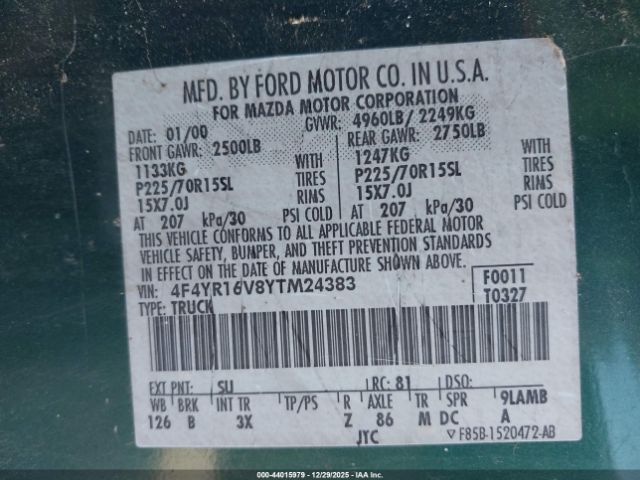 MFD. BY FORD MOTOR CO. IN U.S.A.
FOR MAZDA MOTOR CORPORATION
DATE: 01/00 GVWR: 4960LB/ 2249KG
FRONT GAWR: 2500LB REAR GAWR: 2750LB
1133KG WITH 1247KG WITH
P225/70R15SL TIRES P225/70R15SL TIRES
15X7.0J RIMS 15X7.0J RIMS
AT 207 kPa/30 PSI COLD AT 207 kPa/30 PSI COLD
THIS VEHICLE CONFORMS TO ALL APPLICABLE FEDERAL MOTOR
VEHICLE SAFETY, BUMPER, AND THEFT PREVENTION STANDARDS
IN EFFECT ON THE DATE OF MANUFACTURE SHOWN ABOVE.
VIN: 4F4YR16V8YTM24383 F0011
TYPE: TRUCK T0327
EXT PNT: SU RC: 81 DSO:
WB BRK INT TR TP/PS R AXLE TR SPR 9LAMB
126 B 3X Z 86 M DC A
JYC ▽ F85B-1520472-AB
IAA 44015979 - 12/29/2025 - IAA Holdings, LLC.